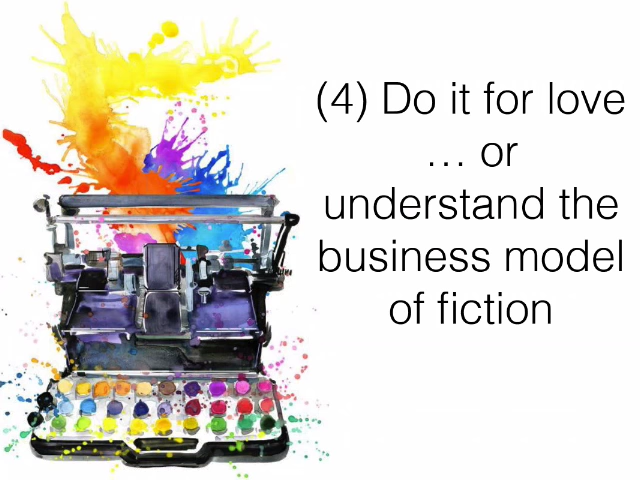 (4) Do it for love
… or
understand the
business model
of fiction